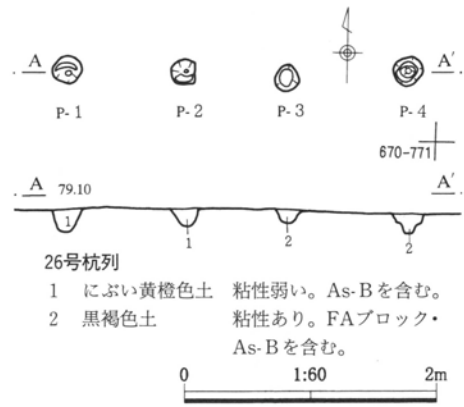 A A′
P-1 P-2 P-3 P-4
670-771
A 79.10 A′
1 1 2 2
26号杭列
1 にぶい黄橙色土 粘性弱い。As-Bを含む。
2 黒褐色土 粘性あり。FAブロック・
As-Bを含む。
0 1:60 2m